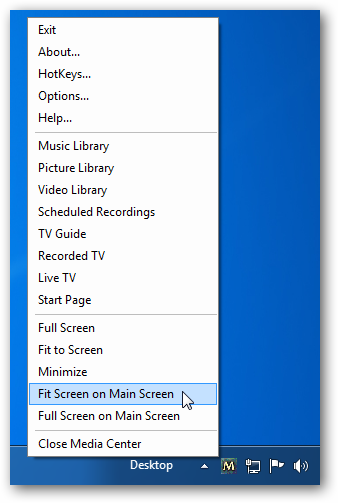 Exit
About...
HotKeys...
Options...
Help...
Music Library
Picture Library
Video Library
Scheduled Recordings
TV Guide
Recorded TV
Live TV
Start Page
Full Screen
Fit to Screen
Minimize
Fit Screen on Main Screen
Full Screen on Main Screen
Close Media Center
Desktop
M